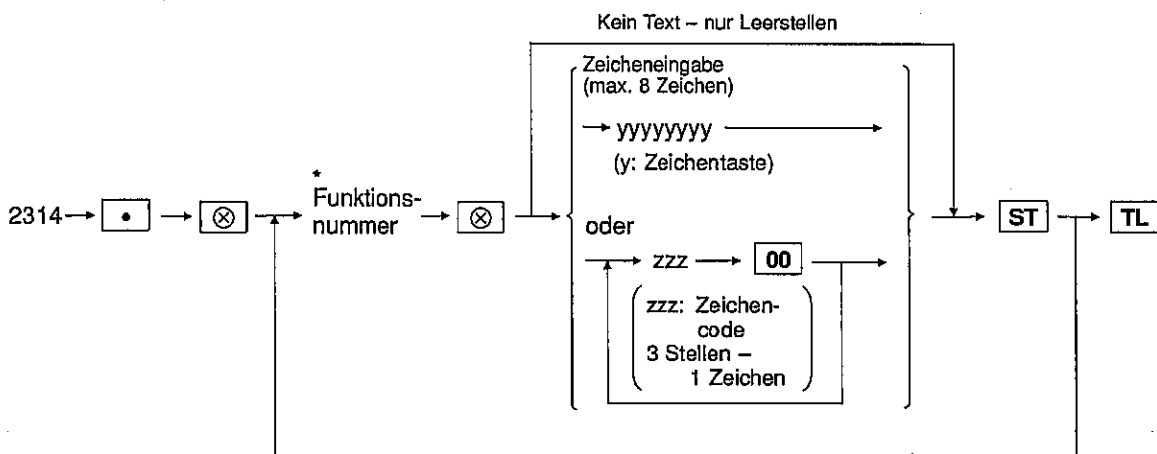 Kein Text – nur Leerstellen
Zeicheneingabe
(max. 8 Zeichen)
yyyyyyyy
(y: Zeichentaste)
2314
•
⊗
*
Funktions-
nummer
⊗
oder
zzz
00
zzz: Zeichen-
code
3 Stellen –
1 Zeichen
ST
TL